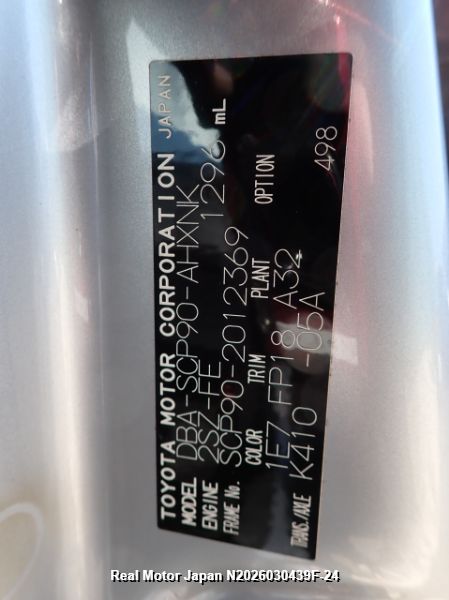 TOYOTA MOTOR CORPORATION JAPAN
MODEL DBA-SCP90-AHXNK
ENGINE 2SZ-FE 1296 mL
FRAME No. SCP90-2012369
COLOR TRIM PLANT OPTION
1E7 FP18 A32 498
TRANS./AXLE K410 -05A
Real Motor Japan N2026030439F-24